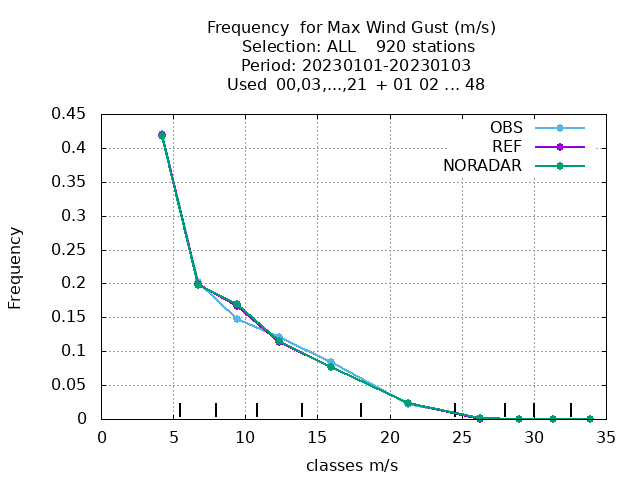 Frequency  for Max Wind Gust (m/s)
Selection: ALL    920 stations
Period: 20230101-20230103
Used  00,03,...,21  + 01 02 ... 48
OBS
REF
NORADAR
Frequency
0.45
0.4
0.35
0.3
0.25
0.2
0.15
0.1
0.05
0
0 5 10 15 20 25 30 35
classes m/s